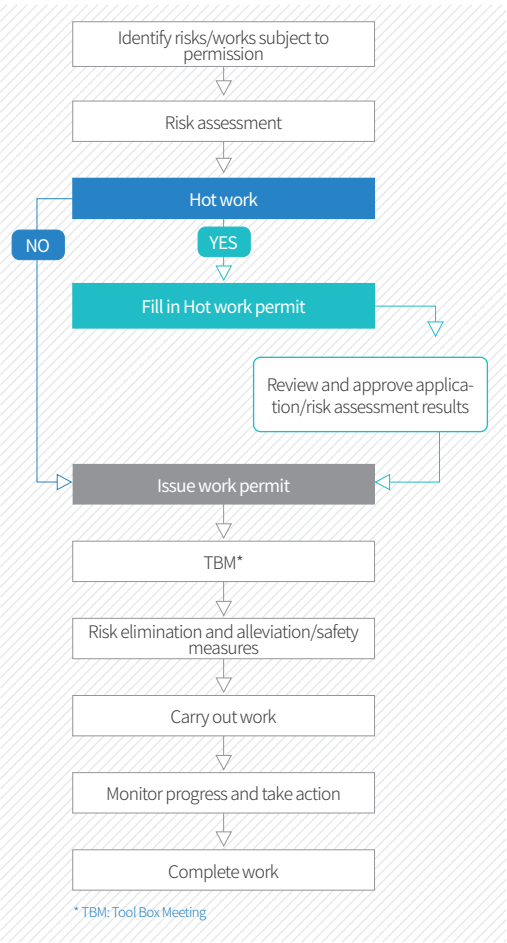 Identify risks/works subject to
permission
Risk assessment
Hot work
NO
YES
Fill in Hot work permit
Review and approve applica-
tion/risk assessment results
Issue work permit
TBM*
Risk elimination and alleviation/safety
measures
Carry out work
Monitor progress and take action
Complete work
* TBM: Tool Box Meeting